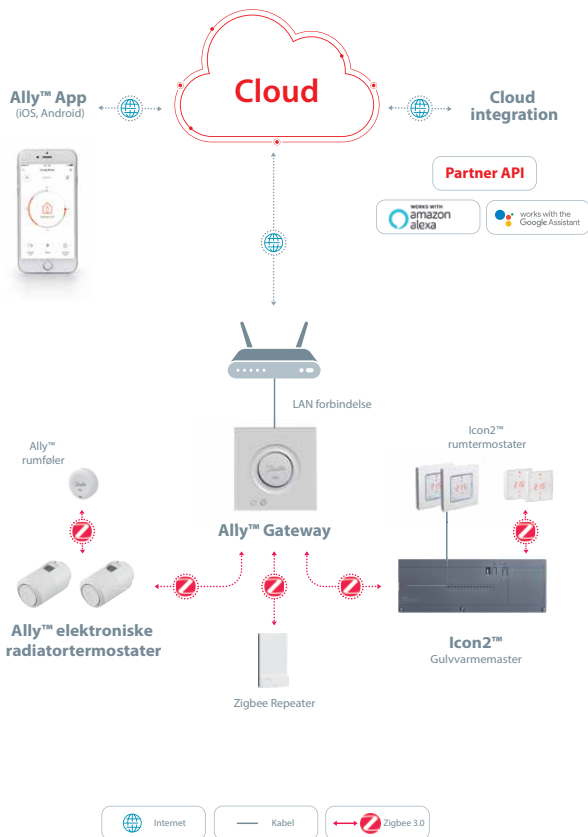 Cloud
Ally™ App
(iOS, Android)
Cloud
integration
Partner API
WORKS WITH
amazon
alexa
works with the
Google Assistant
LAN forbindelse
Ally™
rumføler
Icon2™
rumtermostater
Danfoss
Ally™ Gateway
Ally™ elektroniske
radiatortermostater
Icon2™
Gulvvarmemaster
Zigbee Repeater
Internet
Kabel
Zigbee 3.0